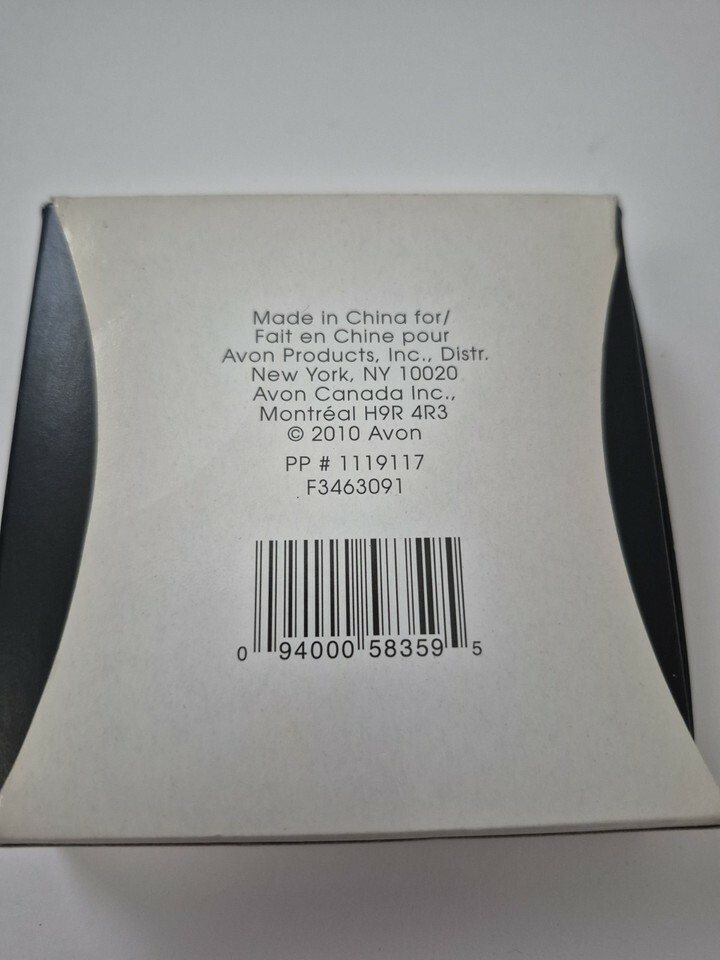 Made in China for/
Fait en Chine pour
Avon Products, Inc., Distr.
New York, NY 10020
Avon Canada Inc.,
Montréal H9R 4R3
© 2010 Avon
PP # 1119117
F3463091
0 94000 58359 5